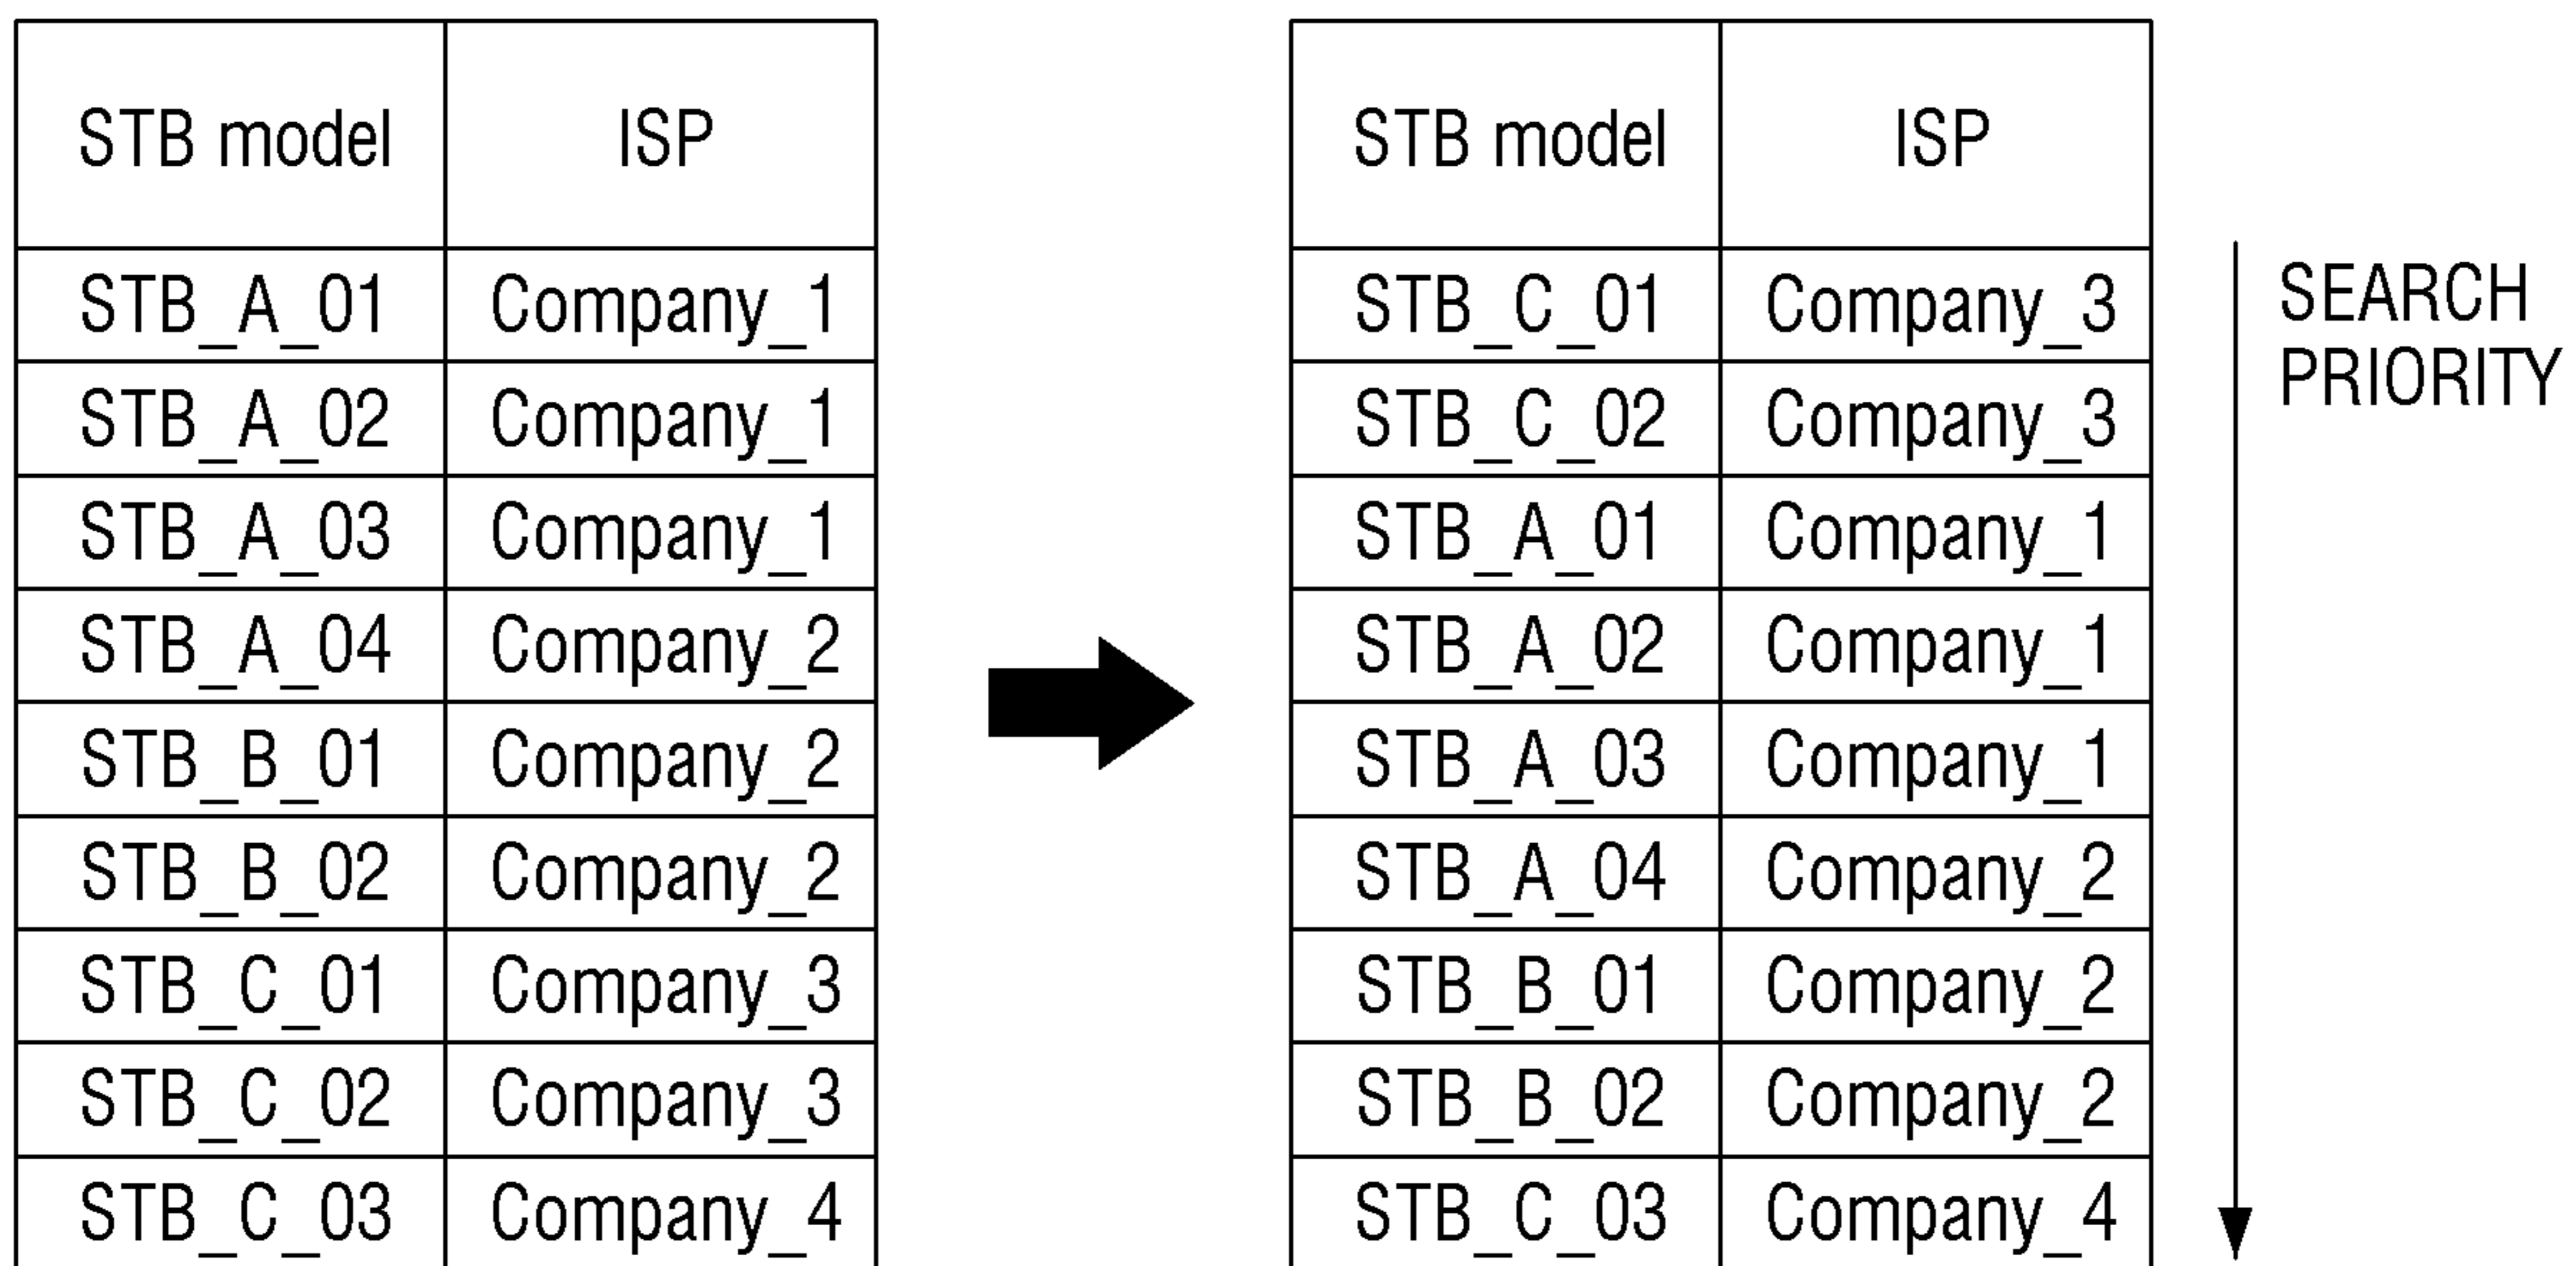 STB model ISP
STB_A_01 Company_1
STB_A_02 Company_1
STB_A_03 Company_1
STB_A_04 Company_2
STB_B_01 Company_2
STB_B_02 Company_2
STB_C_01 Company_3
STB_C_02 Company_3
STB_C_03 Company_4
STB model ISP
STB_C_01 Company_3
STB_C_02 Company_3
STB_A_01 Company_1
STB_A_02 Company_1
STB_A_03 Company_1
STB_A_04 Company_2
STB_B_01 Company_2
STB_B_02 Company_2
STB_C_03 Company_4
SEARCH
PRIORITY